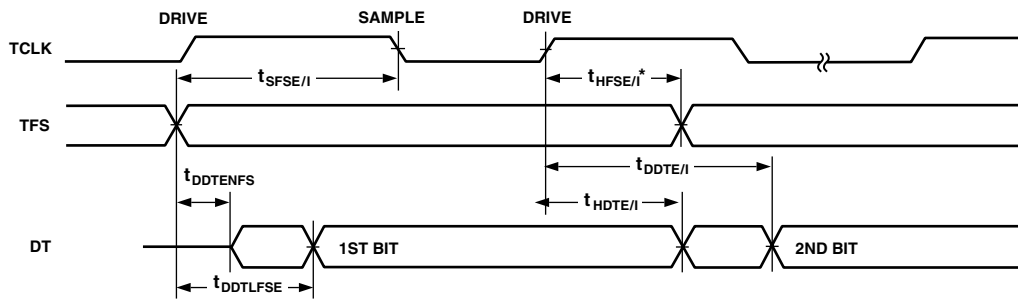 DRIVE SAMPLE DRIVE
TCLK
tSFSE/I tHFSE/I*
TFS
tDDTE/I
tDDTENFS
tHDTE/I
DT 1ST BIT 2ND BIT
tDDTLFSE